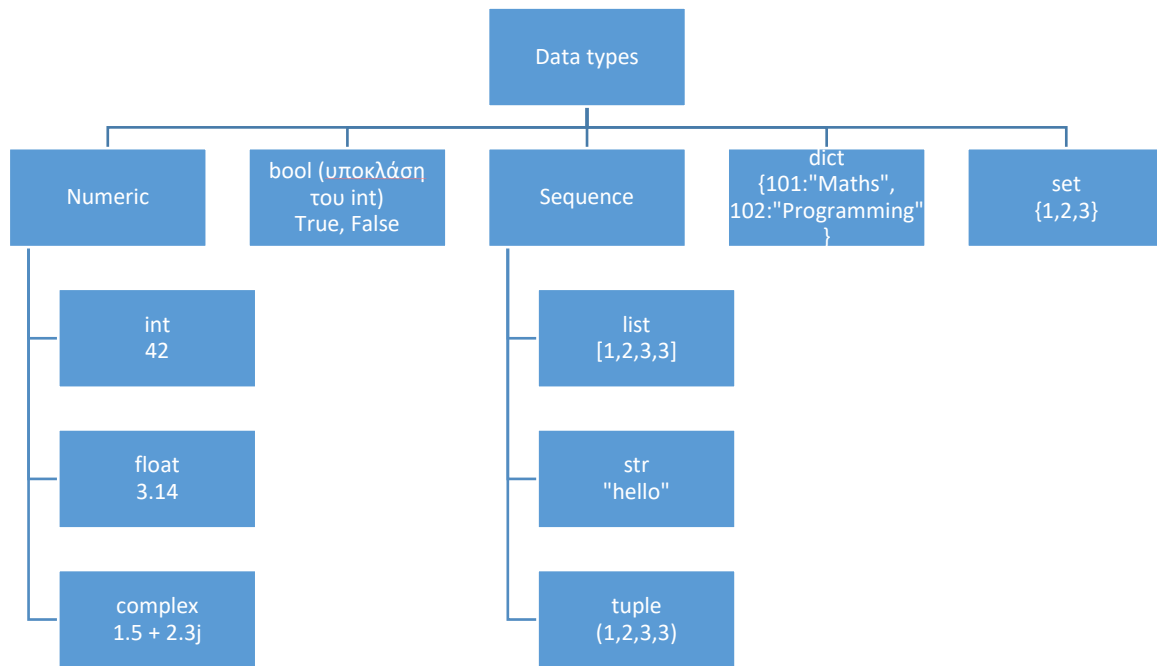 Data types
Numeric
bool (υποκλάση
του int)
True, False
Sequence
dict
{101:"Maths",
102:"Programming"
}
set
{1,2,3}
int
42
list
[1,2,3,3]
float
3.14
str
"hello"
complex
1.5 + 2.3j
tuple
(1,2,3,3)